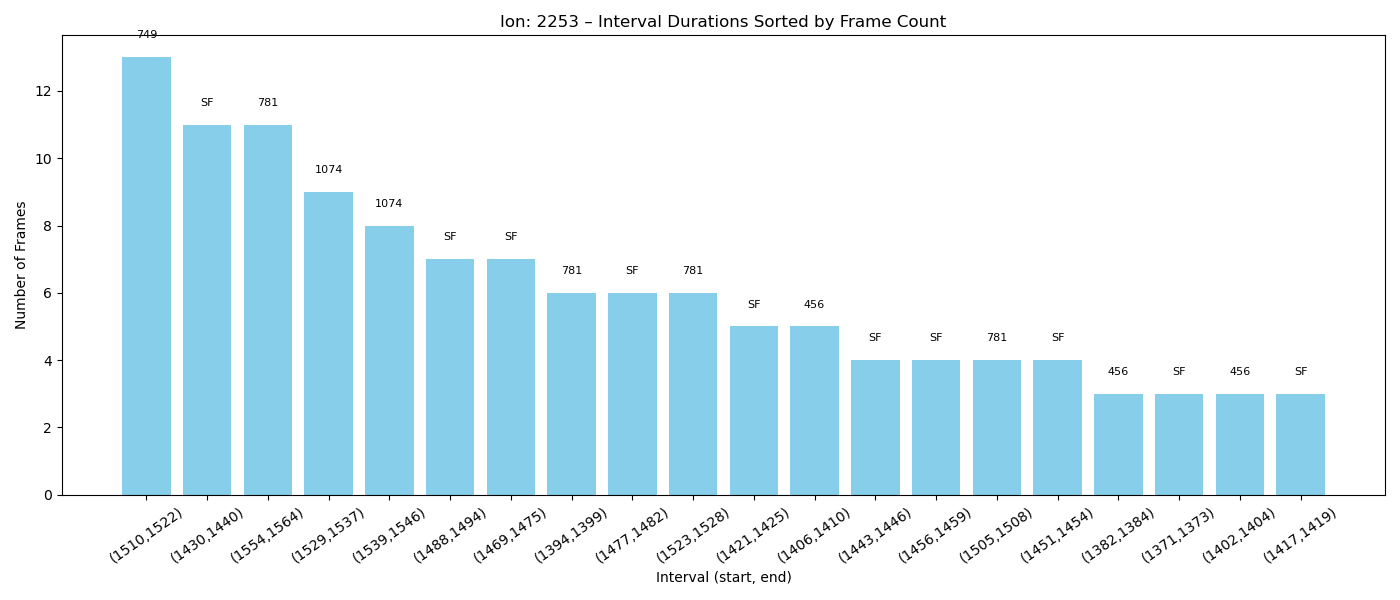 Ion: 2253 – Interval Durations Sorted by Frame Count
749
SF
781
1074
1074
SF
SF
781
SF
781
SF
456
SF
SF
781
SF
456
SF
456
SF
Number of Frames
12
10
8
6
4
2
0
(1510,1522)
(1430,1440)
(1554,1564)
(1529,1537)
(1539,1546)
(1488,1494)
(1469,1475)
(1394,1399)
(1477,1482)
(1523,1528)
(1421,1425)
(1406,1410)
(1443,1446)
(1456,1459)
(1505,1508)
(1451,1454)
(1382,1384)
(1371,1373)
(1402,1404)
(1417,1419)
Interval (start, end)